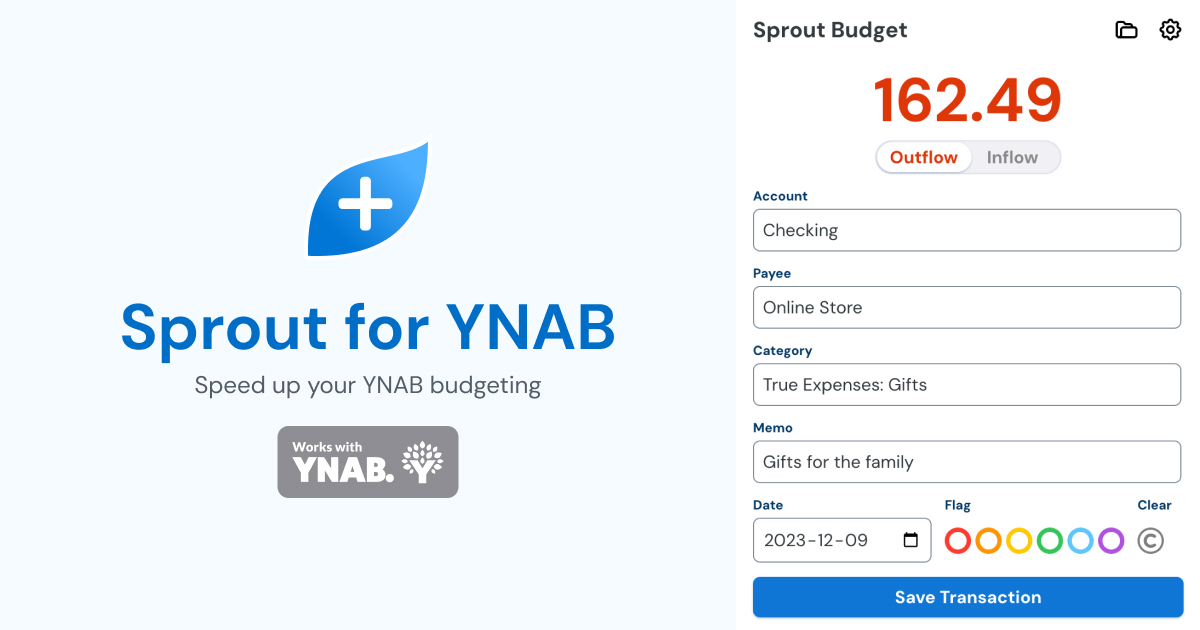 Sprout for YNAB
Speed up your YNAB budgeting
Works with
YNAB.
Sprout Budget
162.49
Outflow Inflow
Account
Checking
Payee
Online Store
Category
True Expenses: Gifts
Memo
Gifts for the family
Date Flag Clear
2023-12-09 C
Save Transaction